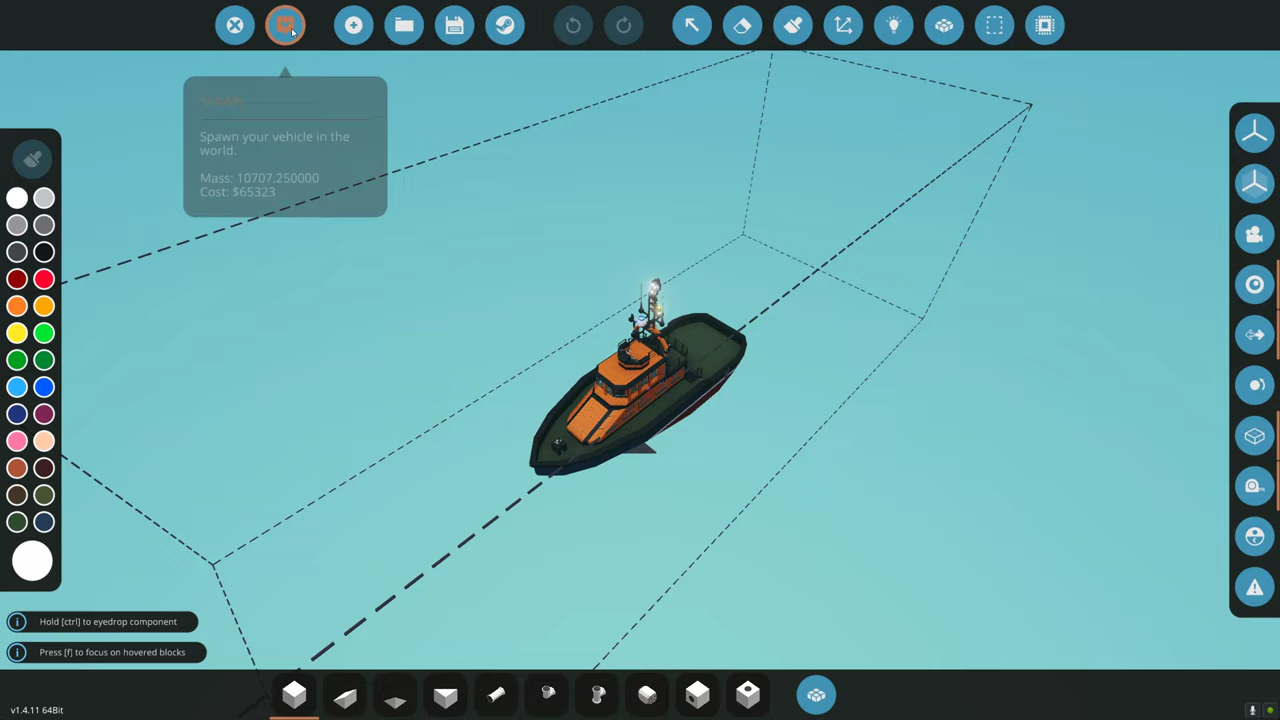 SPAWN
Spawn your vehicle in the
world.
Mass: 10707.250000
Cost: $65323
Hold [ctrl] to eyedrop component
Press [f] to focus on hovered blocks
v1.4.11 64Bit